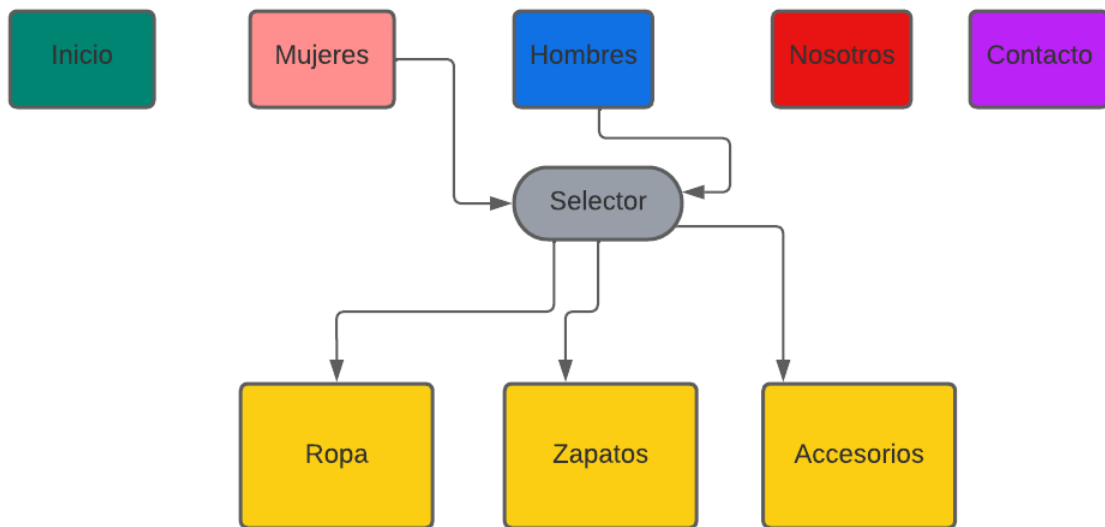 Inicio
Mujeres
Hombres
Nosotros
Contacto
Selector
Ropa
Zapatos
Accesorios